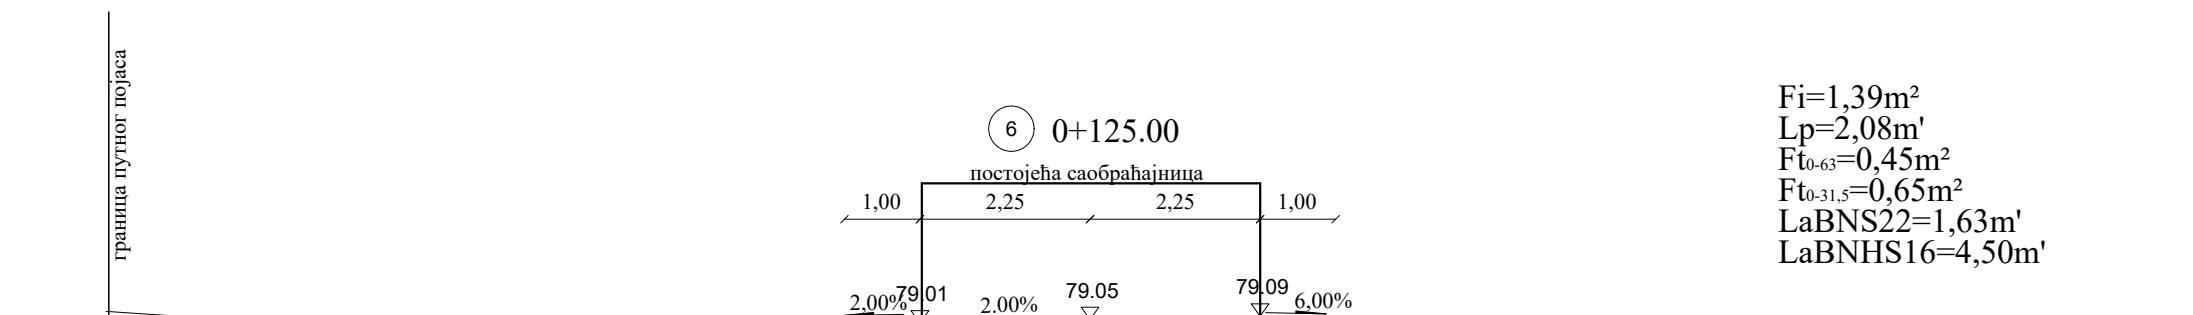 граница путног појаса
6 0+125.00
постојећа саобраћајница
1,00 2,25 2,25 1,00
79.01 79.05 79.09
2,00% 2.00% 6,00%
Fi=1,39m²
Lp=2,08m'
Ft0-63=0,45m²
Ft0-31,5=0,65m²
LaBNS22=1,63m'
LaBNHS16=4,50m'